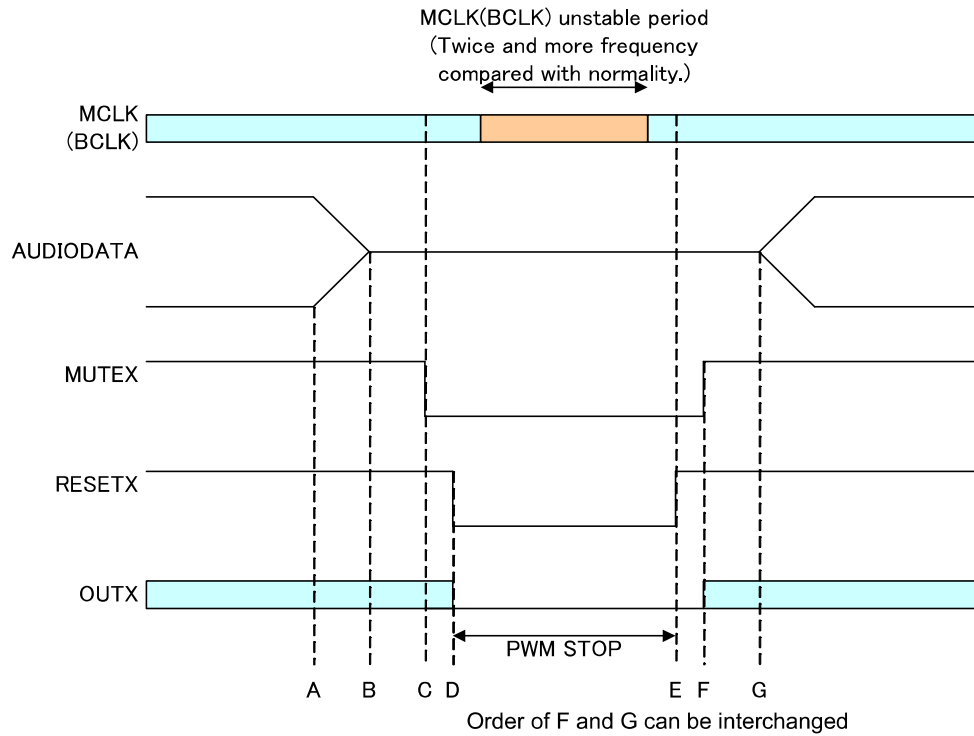 MCLK(BCLK) unstable period
(Twice and more frequency
compared with normality.)
MCLK
(BCLK)
AUDIODATA
MUTEX
RESETX
OUTX
PWM STOP
A B C D E F G
Order of F and G can be interchanged